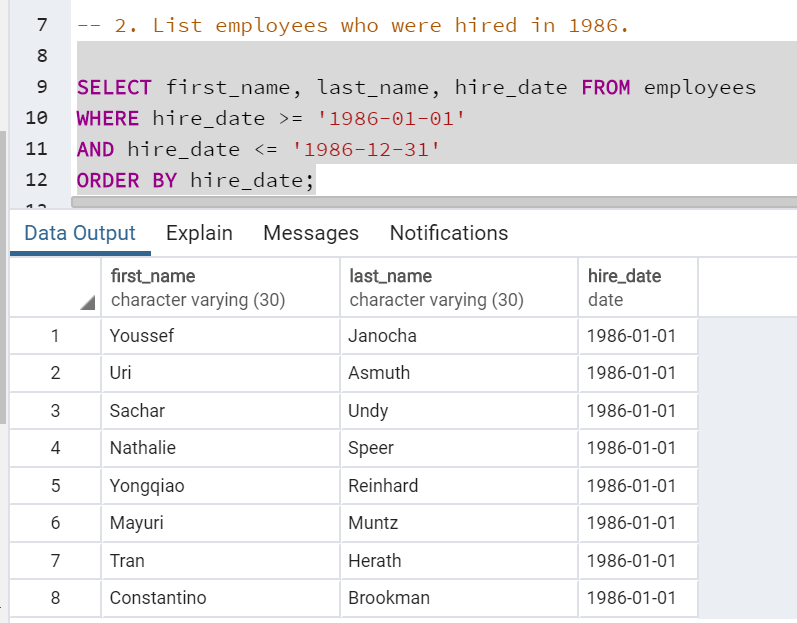 7 -- 2. List employees who were hired in 1986.
8
9 SELECT first_name, last_name, hire_date FROM employees
10 WHERE hire_date >= '1986-01-01'
11 AND hire_date <= '1986-12-31'
12 ORDER BY hire_date;
Data Output Explain Messages Notifications
first_name last_name hire_date
character varying (30) character varying (30) date
1 Youssef Janocha 1986-01-01
2 Uri Asmuth 1986-01-01
3 Sachar Undy 1986-01-01
4 Nathalie Speer 1986-01-01
5 Yongqiao Reinhard 1986-01-01
6 Mayuri Muntz 1986-01-01
7 Tran Herath 1986-01-01
8 Constantino Brookman 1986-01-01